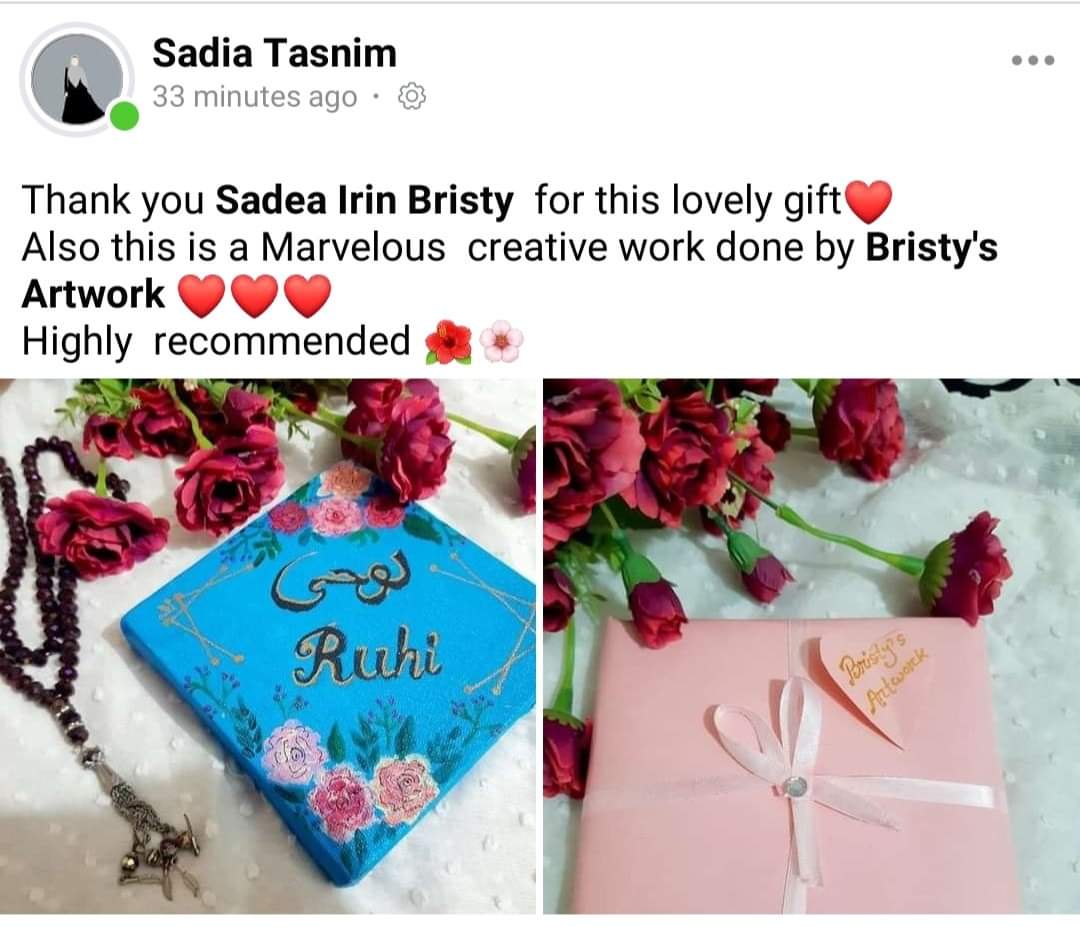 Sadia Tasnim
33 minutes ago ·
Thank you Sadea Irin Bristy for this lovely gift❤️
Also this is a Marvelous creative work done by Bristy's
Artwork ❤️❤️❤️
Highly recommended 🌺🌸
روحی
Ruhi
Bristy's
Artwork